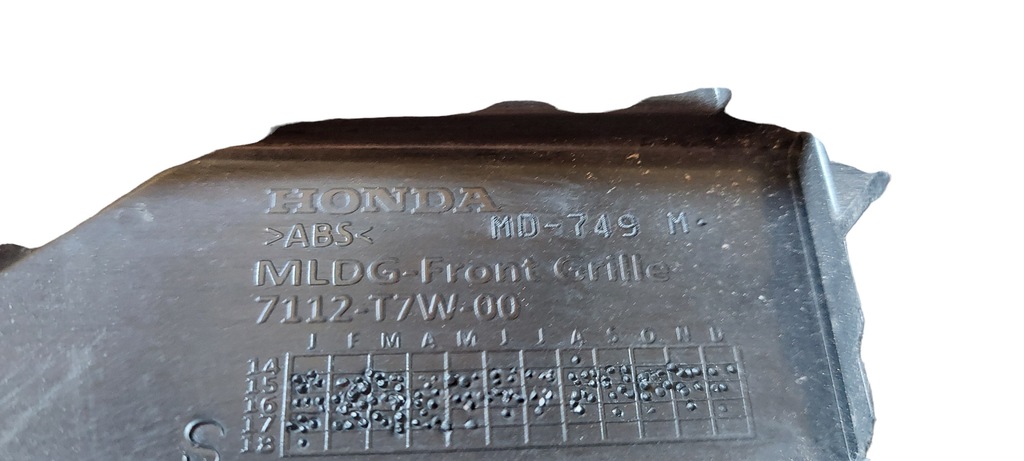 HONDA
>ABS< MD-749 M.
MLDG-Front Grille
7112-T7W-00
J F M A M J J A S O N D
14
15
16
17
18
S